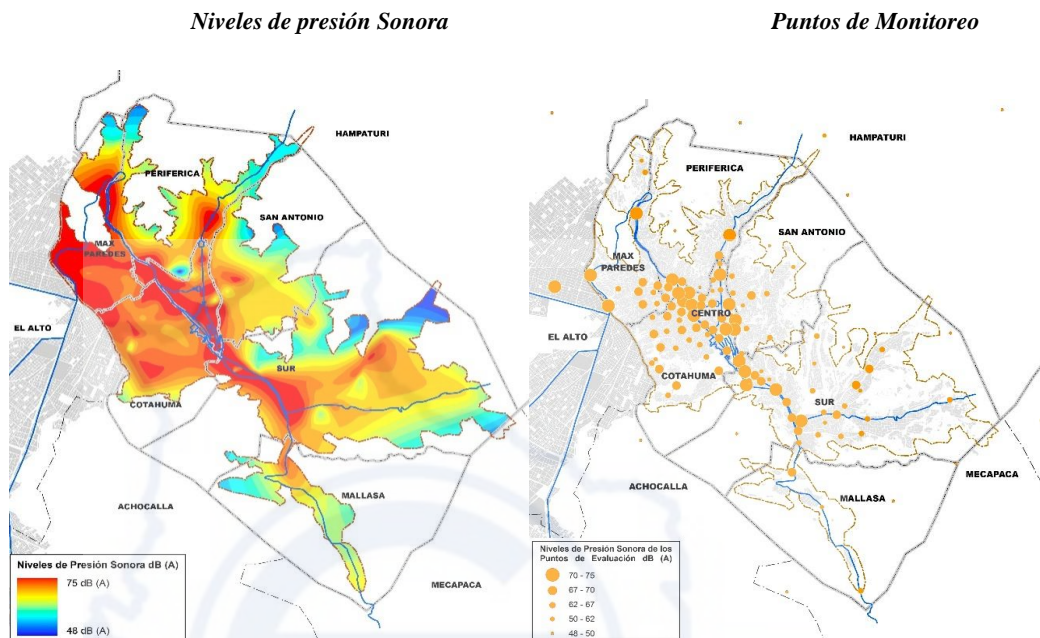 Niveles de presión Sonora
HAMPATURI
PERIFERICA
SAN ANTONIO
MAX
PAREDES
EL ALTO
SUR
COTAHUMA
ACHOCALLA
MALLASA
MECAPACA
Niveles de Presión Sonora dB (A)
75 dB (A)
48 dB (A)
Puntos de Monitoreo
HAMPATURI
PERIFERICA
SAN ANTONIO
MAX
PAREDES
CENTRO
EL ALTO
COTAHUMA
SUR
MECAPACA
MALLASA
ACHOCALLA
Niveles de Presión Sonora de los
Puntos de Evaluación dB (A)
70 - 75
67 - 70
62 - 67
50 - 62
48 - 50